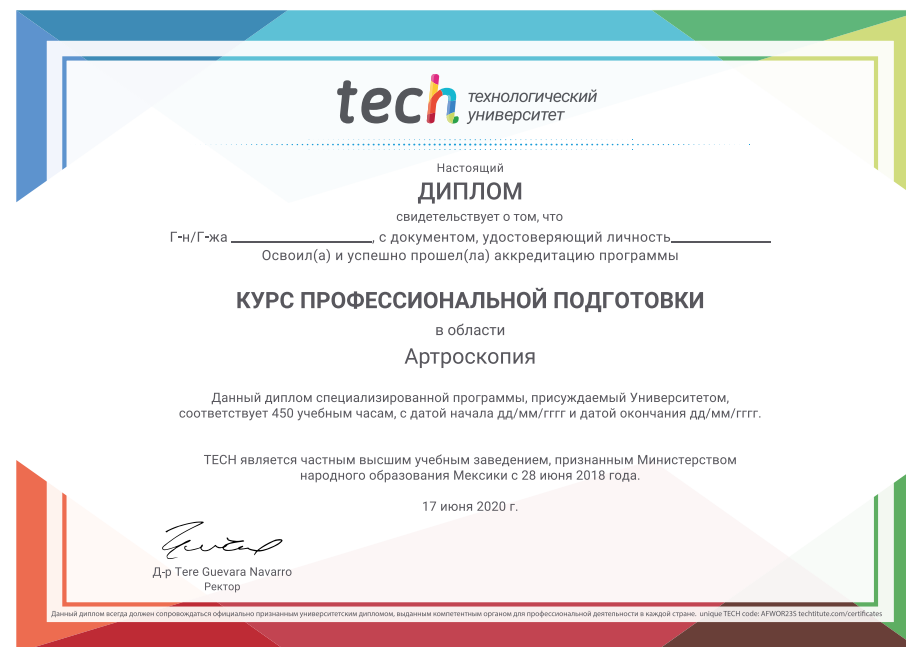 tech технологический
университет
Настоящий
ДИПЛОМ
свидетельствует о том, что
Г-н/Г-жа ____________________, с документом, удостоверяющий личность______________
Освоил(а) и успешно прошел(ла) аккредитацию программы
КУРС ПРОФЕССИОНАЛЬНОЙ ПОДГОТОВКИ
в области
Артроскопия
Данный диплом специализированной программы, присуждаемый Университетом,
соответствует 450 учебным часам, с датой начала дд/мм/гггг и датой окончания дд/мм/гггг.
TECH является частным высшим учебным заведением, признанным Министерством
народного образования Мексики с 28 июня 2018 года.
17 июня 2020 г.
Д-р Tere Guevara Navarro
Ректор
Данный диплом всегда должен сопровождаться официально признанным университетским дипломом, выданным компетентным органом для профессиональной деятельности в каждой стране. unique TECH code: AFWOR235 techtitute.com/certificates